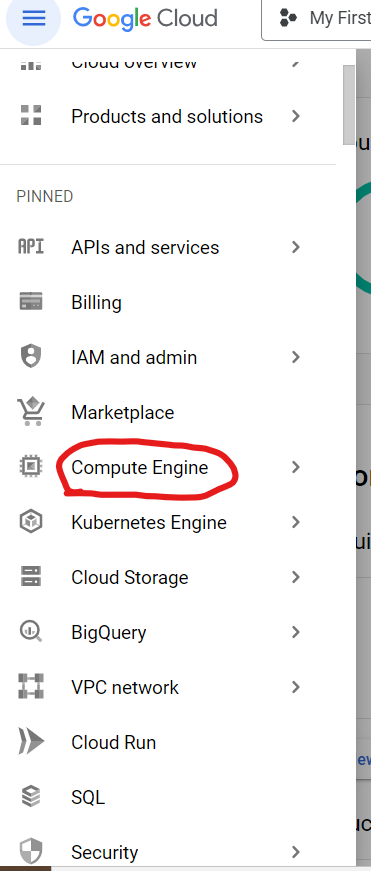 Google Cloud
My First
Cloud overview
Products and solutions
PINNED
API APIs and services
Billing
IAM and admin
Marketplace
Compute Engine
Kubernetes Engine
Cloud Storage
BigQuery
VPC network
Cloud Run
SQL
Security